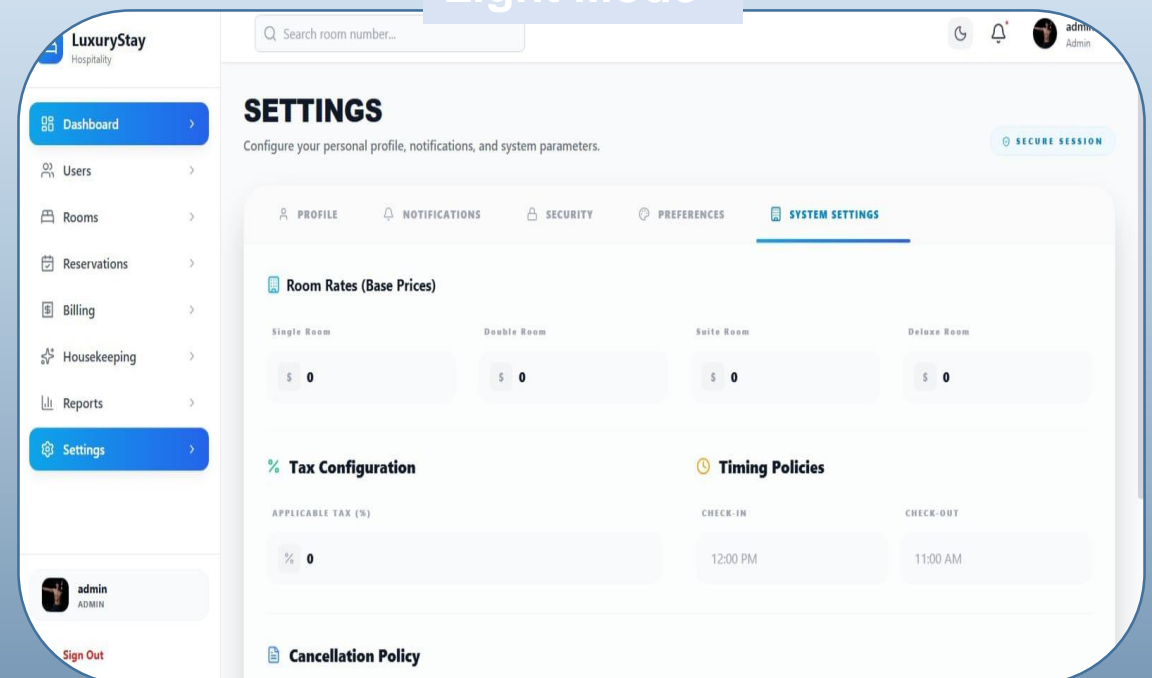 Light Mode
LuxuryStay
Hospitality
Search room number...
Admin
Dashboard
Users
Rooms
Reservations
Billing
Housekeeping
Reports
Settings
admin
ADMIN
Sign Out
SETTINGS
Configure your personal profile, notifications, and system parameters.
SECURE SESSION
PROFILE NOTIFICATIONS SECURITY PREFERENCES SYSTEM SETTINGS
Room Rates (Base Prices)
Single Room Double Room Suite Room Deluxe Room
$ 0 $ 0 $ 0 $ 0
% Tax Configuration
APPLICABLE TAX (%)
% 0
Timing Policies
CHECK-IN CHECK-OUT
12:00 PM 11:00 AM
Cancellation Policy